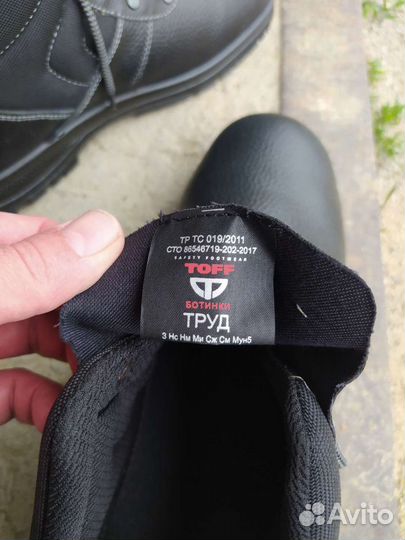 ТР ТС 019/2011
СТО 86546719-202-2017
SAFETY FOOTWEAR
TOFF
БОТИНКИ
ТРУД
З Нс Нм Ми Сж См Мун5
Avito